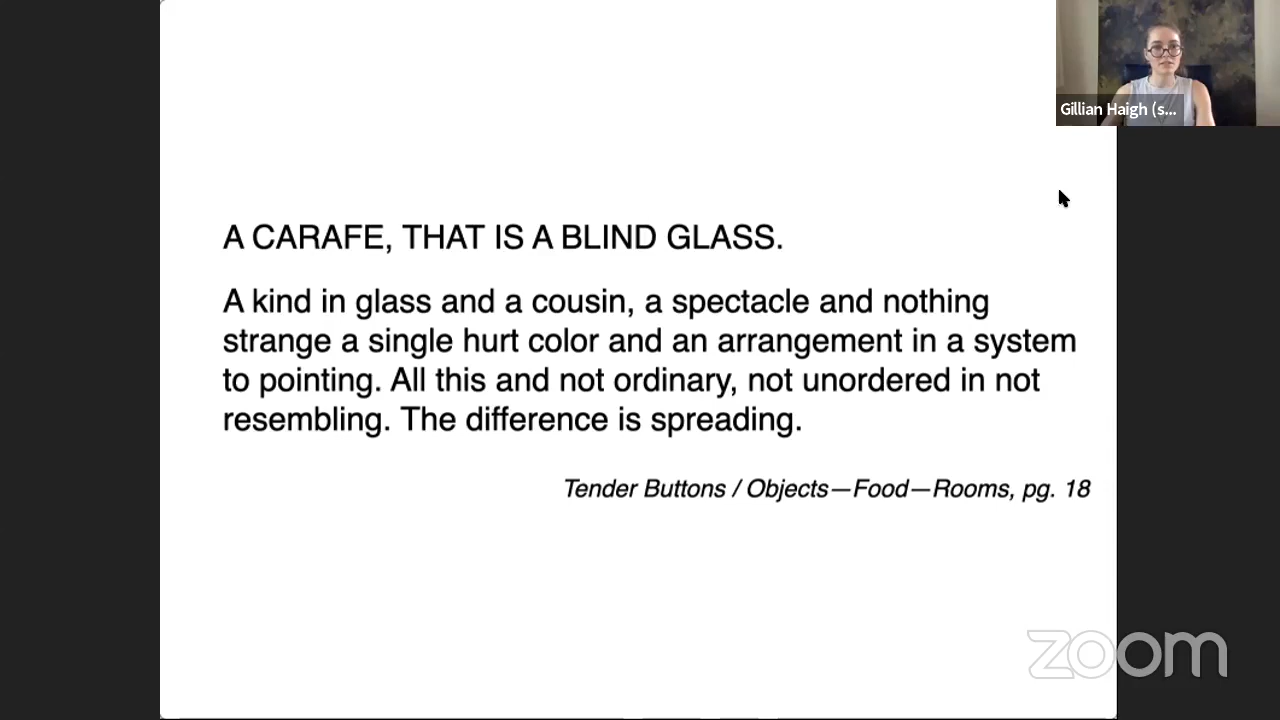 Gillian Haigh (s...
A CARAFE, THAT IS A BLIND GLASS.
A kind in glass and a cousin, a spectacle and nothing
strange a single hurt color and an arrangement in a system
to pointing. All this and not ordinary, not unordered in not
resembling. The difference is spreading.
Tender Buttons / Objects—Food—Rooms, pg. 18
zoom